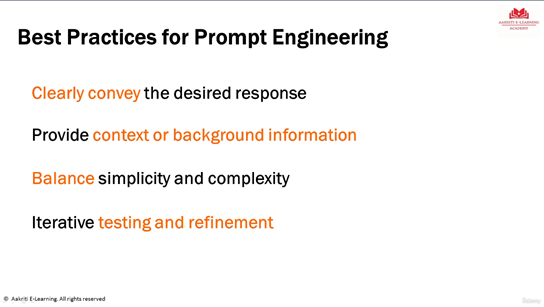 AAKRITI E-LEARNING
ACADEMY
Best Practices for Prompt Engineering
Clearly convey the desired response
Provide context or background information
Balance simplicity and complexity
Iterative testing and refinement
© Aakriti E-Learning. All rights reserved
Udemy